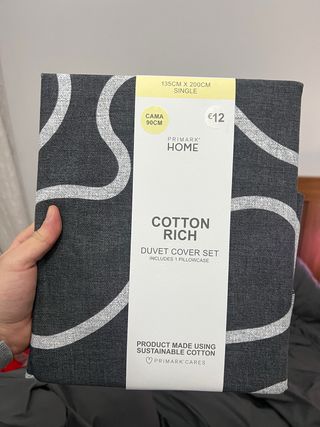 135CM X 200CM
SINGLE
CAMA
90CM
€12
PRIMARK®
HOME
COTTON
RICH
DUVET COVER SET
INCLUDES 1 PILLOWCASE
PRODUCT MADE USING
SUSTAINABLE COTTON
PRIMARK CARES